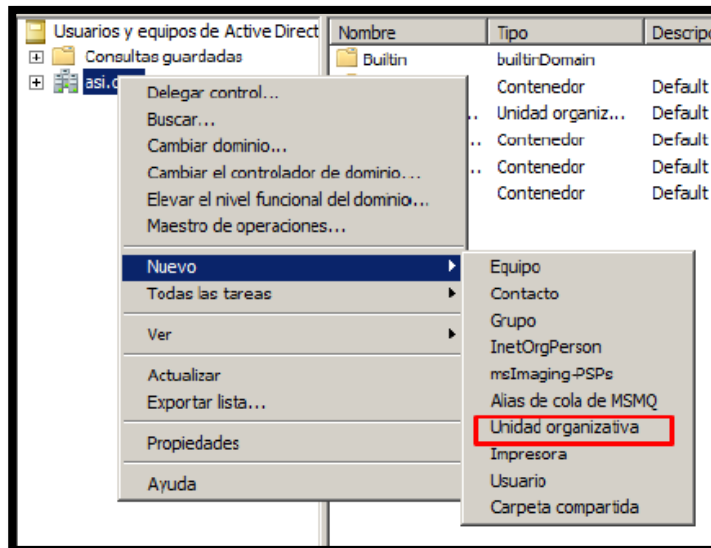 Usuarios y equipos de Active Direct
Consultas guardadas
asi.
Nombre Tipo Descripc
Builtin builtinDomain
Contenedor Default
Unidad organiz... Default
Contenedor Default
Contenedor Default
Contenedor Default
Delegar control...
Buscar...
Cambiar dominio...
Cambiar el controlador de dominio...
Elevar el nivel funcional del dominio...
Maestro de operaciones...
Nuevo
Todas las tareas
Ver
Actualizar
Exportar lista...
Propiedades
Ayuda
Equipo
Contacto
Grupo
InetOrgPerson
msImaging-PSPs
Alias de cola de MSMQ
Unidad organizativa
Impresora
Usuario
Carpeta compartida